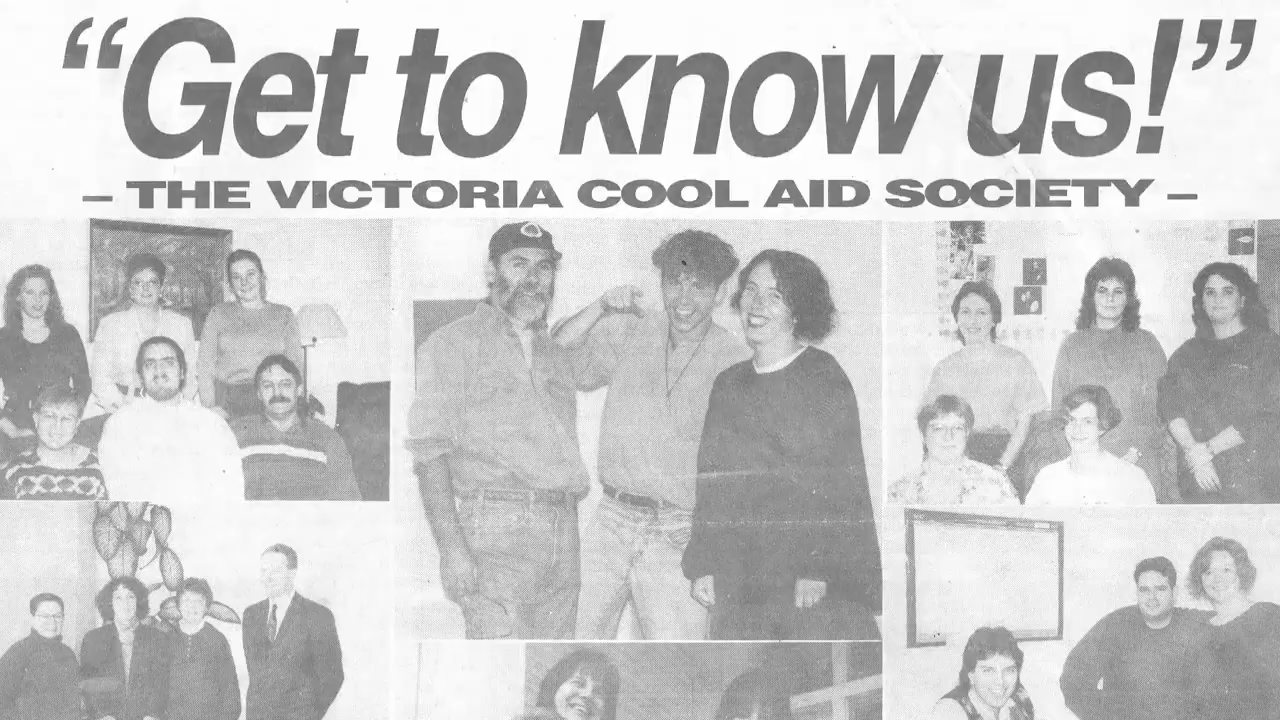 “Get to know us!”
– THE VICTORIA COOL AID SOCIETY –